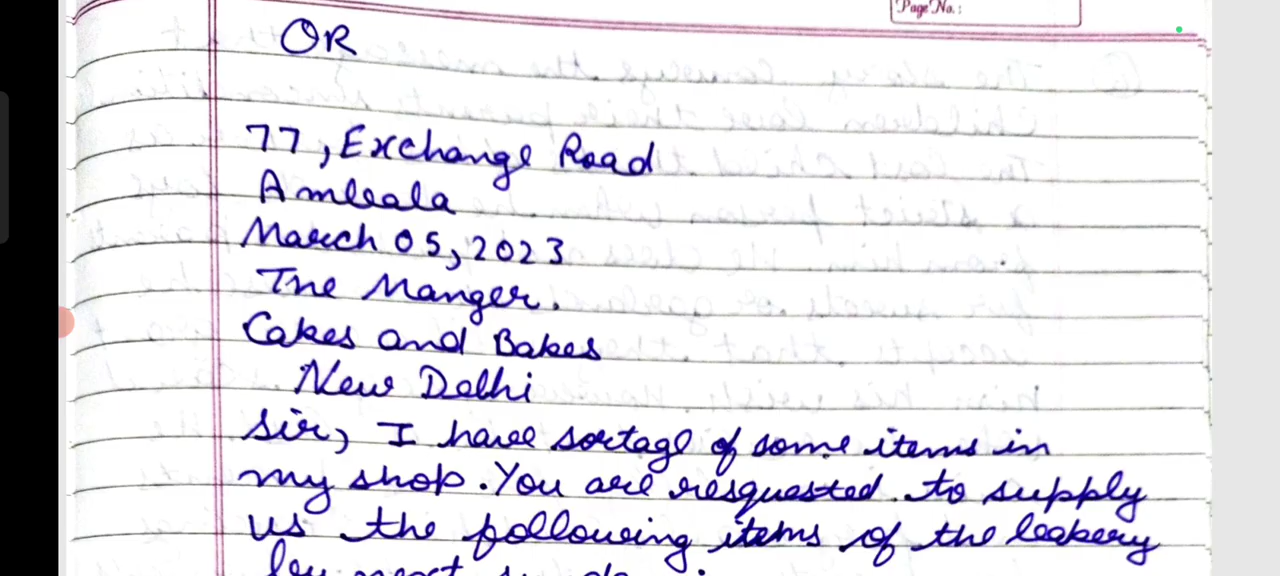 Page No.:
OR
77, Exchange Road
Ambala
March 05, 2023
The Manger.
Cakes and Bakes
New Delhi
Sir, I have sortage of some items in
my shop. You are resquested to supply
us the following items of the bakery
by next